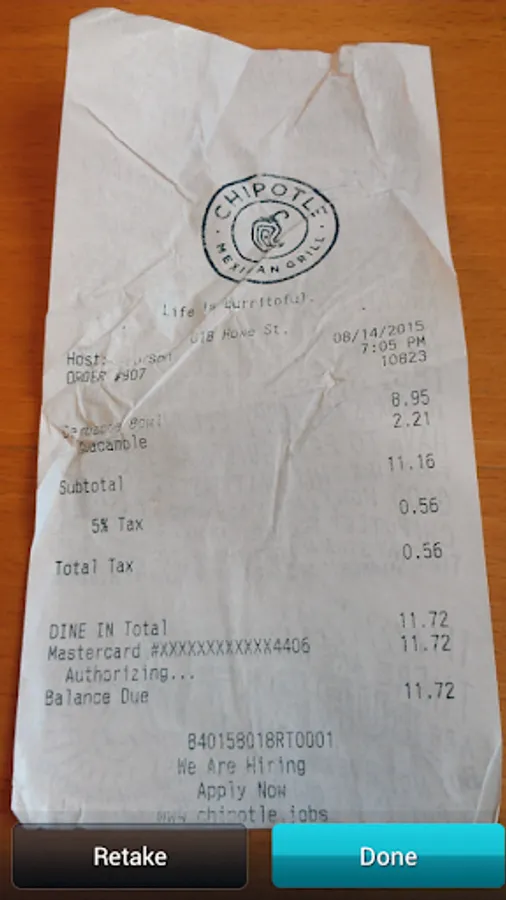 CHIPOTLE
MEXICAN GRILL
Life is burritoful.
St.
08/14/2015
Host:
7:05 PM
ORDER #907
10823
Bowl 8.95
2.21
Subtotal 11.16
5% Tax 0.56
Total Tax 0.56
DINE IN Total 11.72
Mastercard #XXXXXXXXXXXX4406 11.72
Authorizing...
Balance Due 11.72
840158018RT0001
We Are Hiring
Apply Now
www.chipotle.jobs
Retake
Done